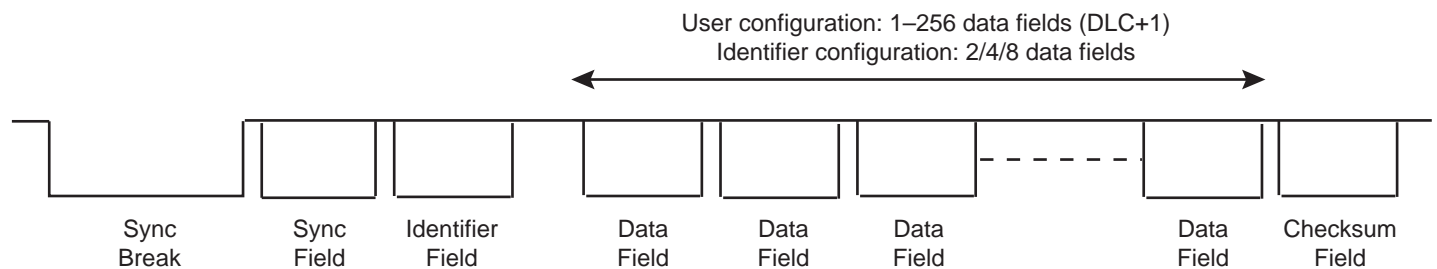 User configuration: 1–256 data fields (DLC+1)
Identifier configuration: 2/4/8 data fields
Sync
Break
Sync
Field
Identifier
Field
Data
Field
Data
Field
Data
Field
Data
Field
Checksum
Field